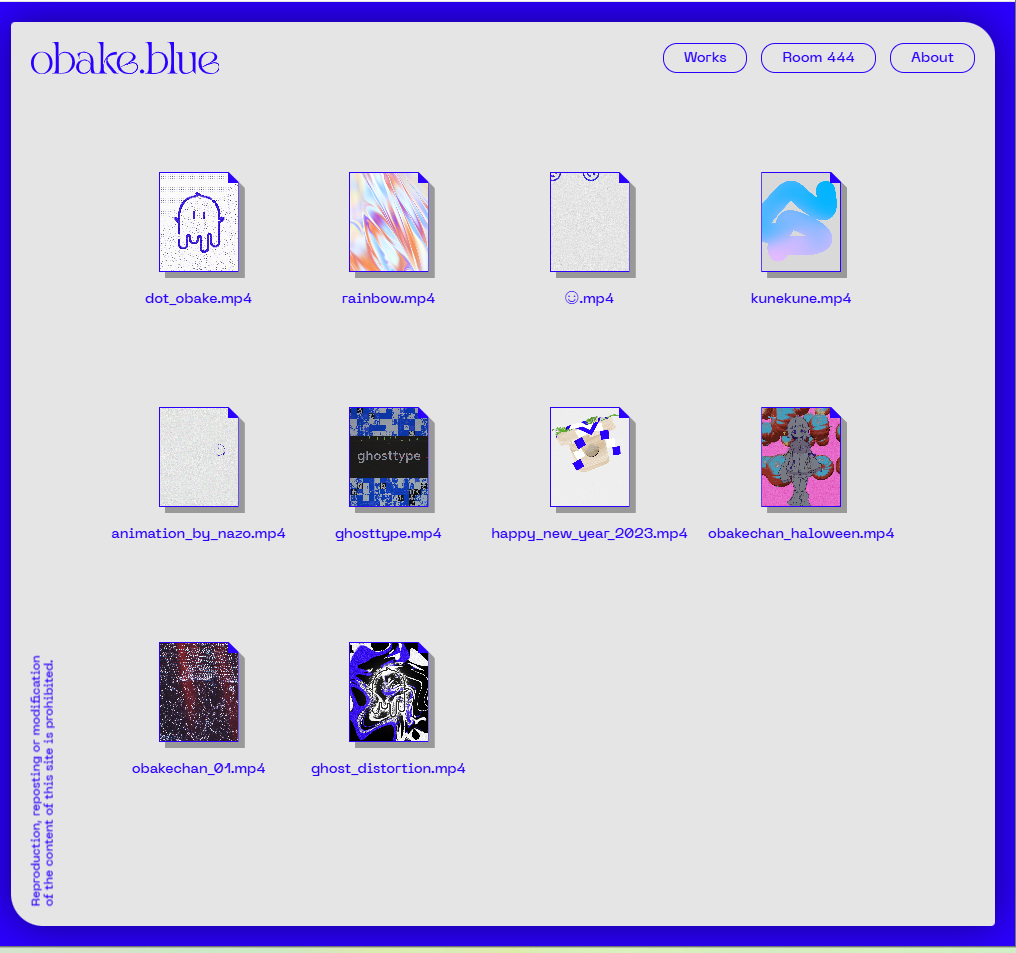 obake.blue
Works
Room 444
About
dot_obake.mp4
rainbow.mp4
☺.mp4
kunekune.mp4
ghosttype
animation_by_nazo.mp4
ghosttype.mp4
happy_new_year_2023.mp4
obakechan_haloween.mp4
obakechan_01.mp4
ghost_distortion.mp4
Reproduction, reposting or modification
of the content of this site is prohibited.